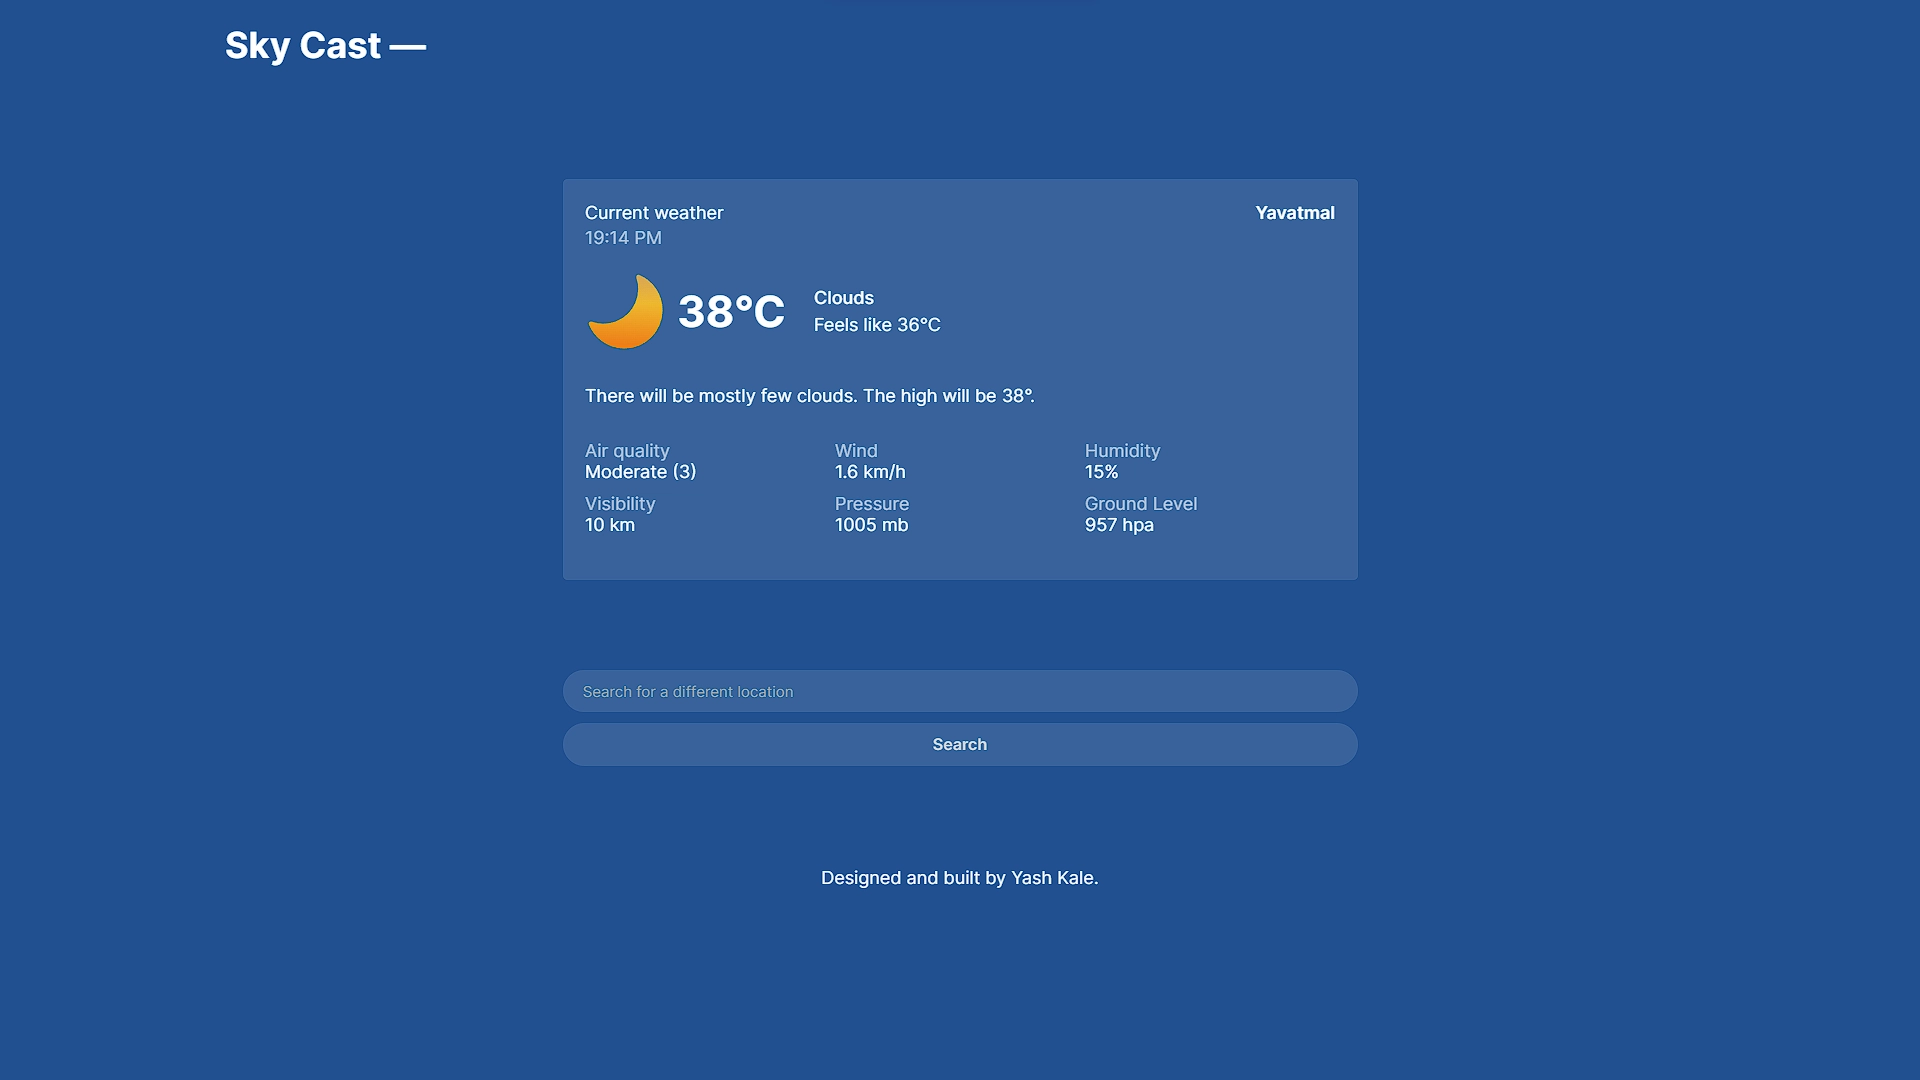 Sky Cast —
Current weather
Yavatmal
19:14 PM
38°C
Clouds
Feels like 36°C
There will be mostly few clouds. The high will be 38°.
Air quality
Moderate (3)
Wind
1.6 km/h
Humidity
15%
Visibility
10 km
Pressure
1005 mb
Ground Level
957 hpa
Search for a different location
Search
Designed and built by Yash Kale.